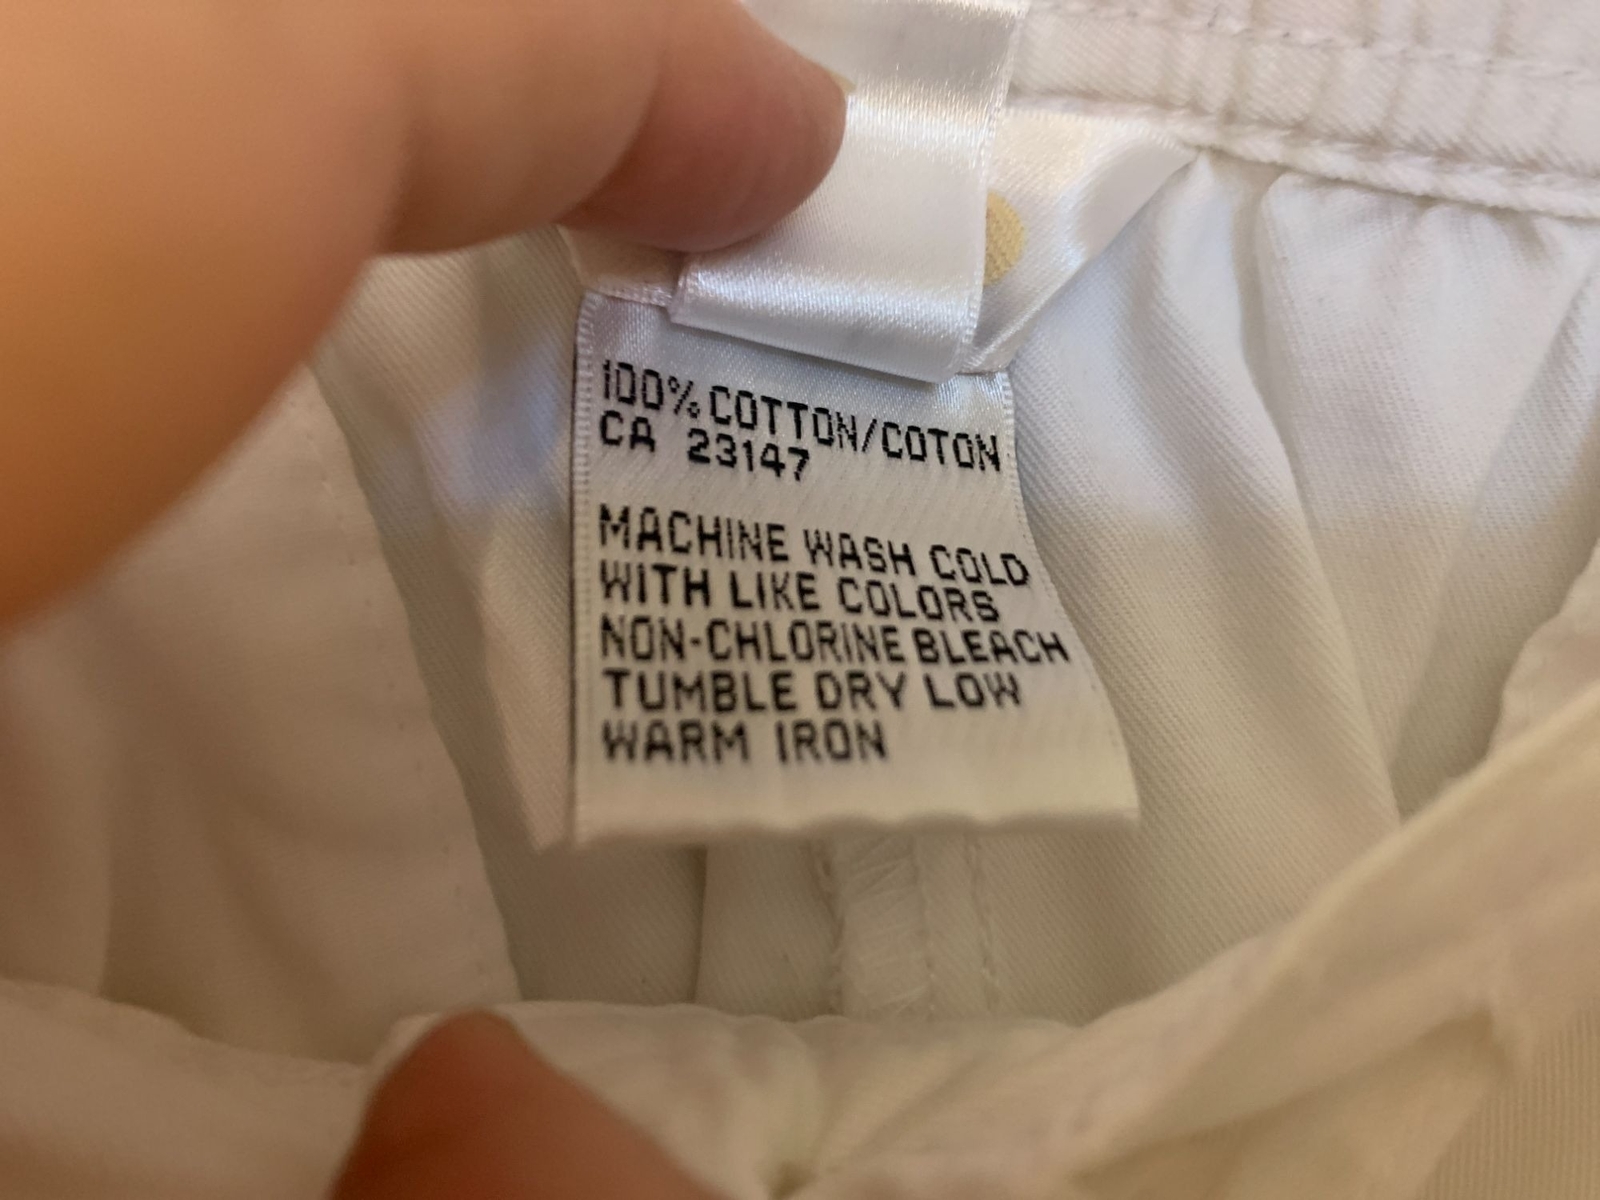 100% COTTON/COTON
CA 23147
MACHINE WASH COLD
WITH LIKE COLORS
NON-CHLORINE BLEACH
TUMBLE DRY LOW
WARM IRON